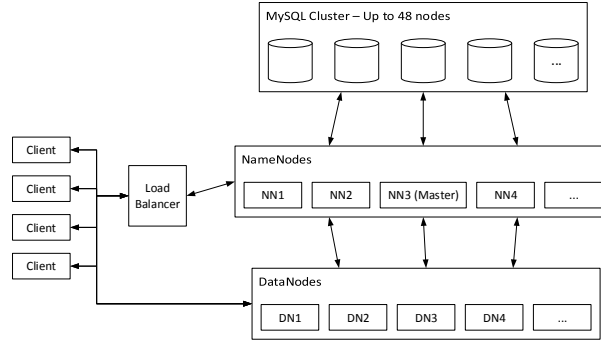 MySQL Cluster – Up to 48 nodes
...
NameNodes
NN1 NN2 NN3 (Master) NN4 ...
Client
Client
Client
Client
Load
Balancer
DataNodes
DN1 DN2 DN3 DN4 ...